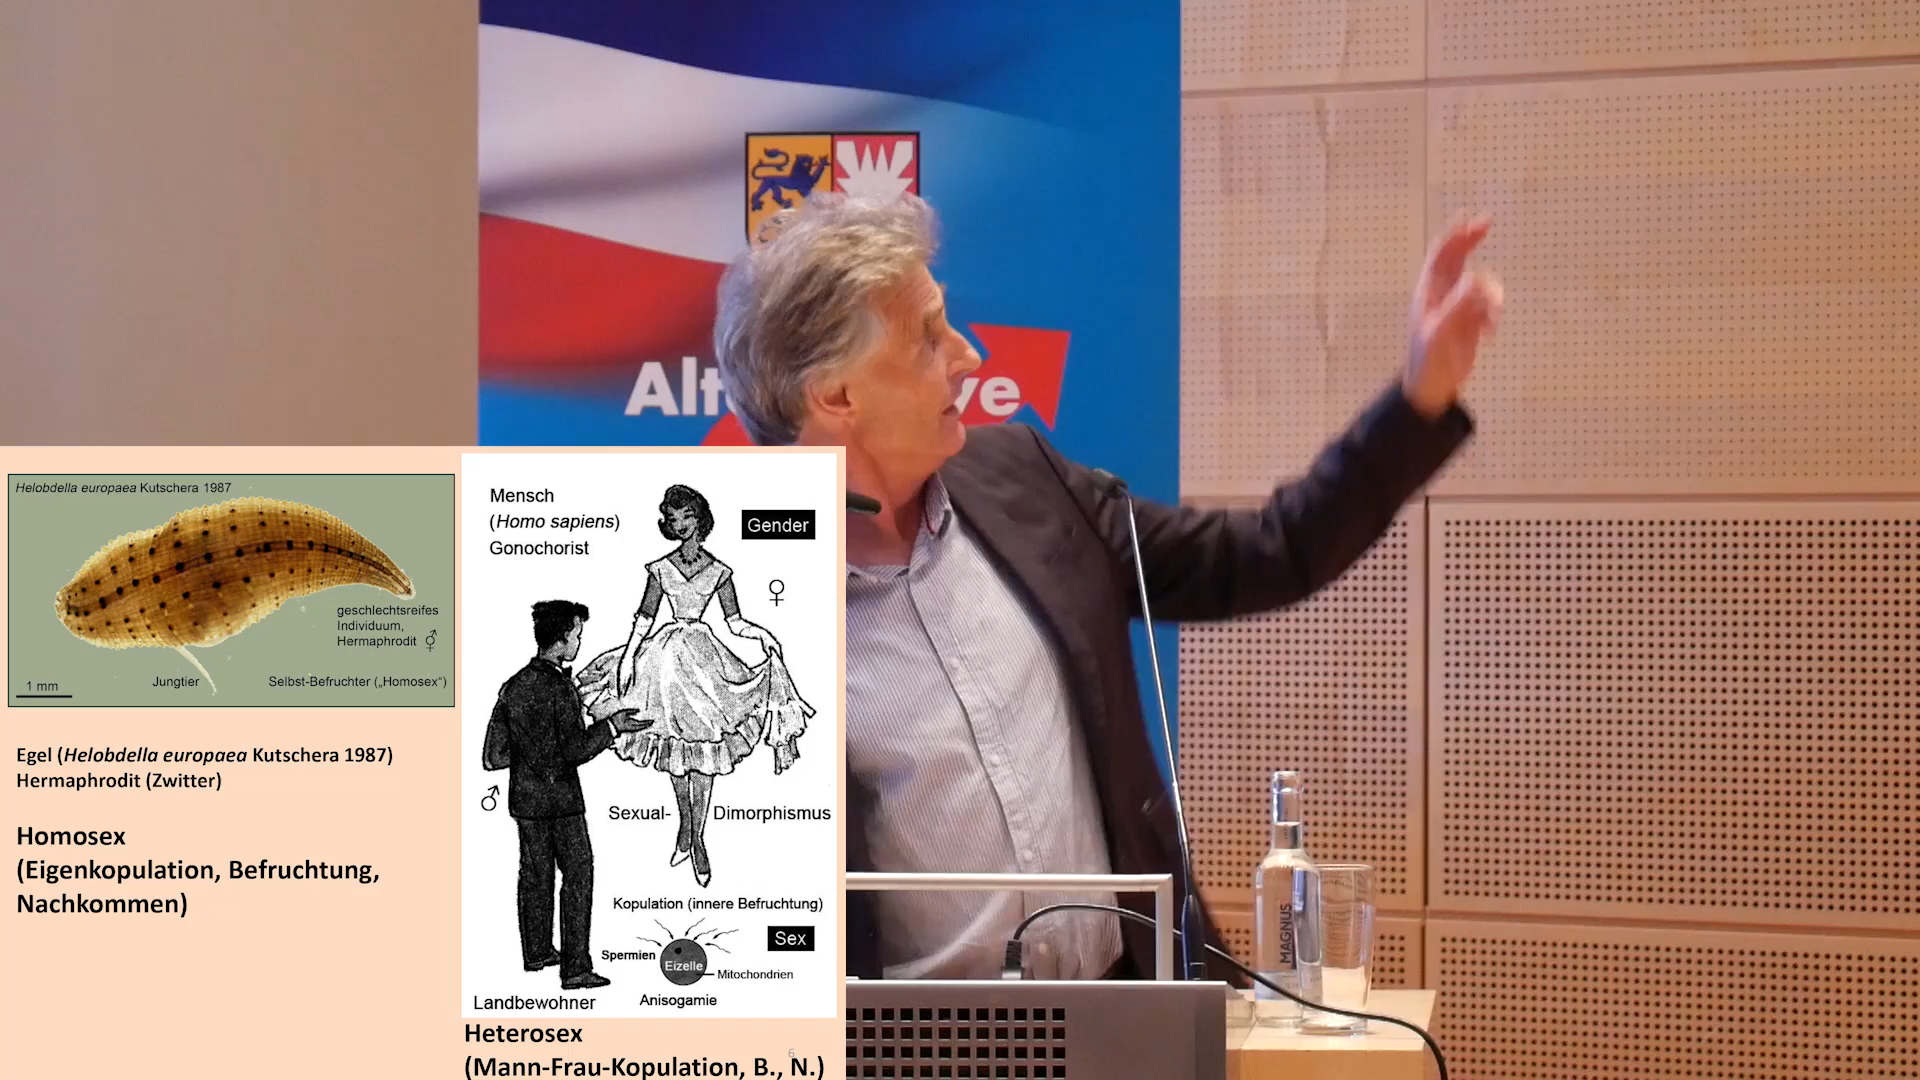 Alt ve
Helobdella europaea Kutschera 1987
geschlechtsreifes
Individuum,
Hermaphrodit ⚥
Jungtier
Selbst-Befruchter („Homosex")
1 mm
Egel (Helobdella europaea Kutschera 1987)
Hermaphrodit (Zwitter)
Homosex
(Eigenkopulation, Befruchtung,
Nachkommen)
Mensch
(Homo sapiens)
Gonochorist
Gender
♀
♂
Sexual- Dimorphismus
Kopulation (innere Befruchtung)
Sex
Spermien
Eizelle
Mitochondrien
Anisogamie
Landbewohner
Heterosex
(Mann-Frau-Kopulation, B., N.)
6
MAGNUS